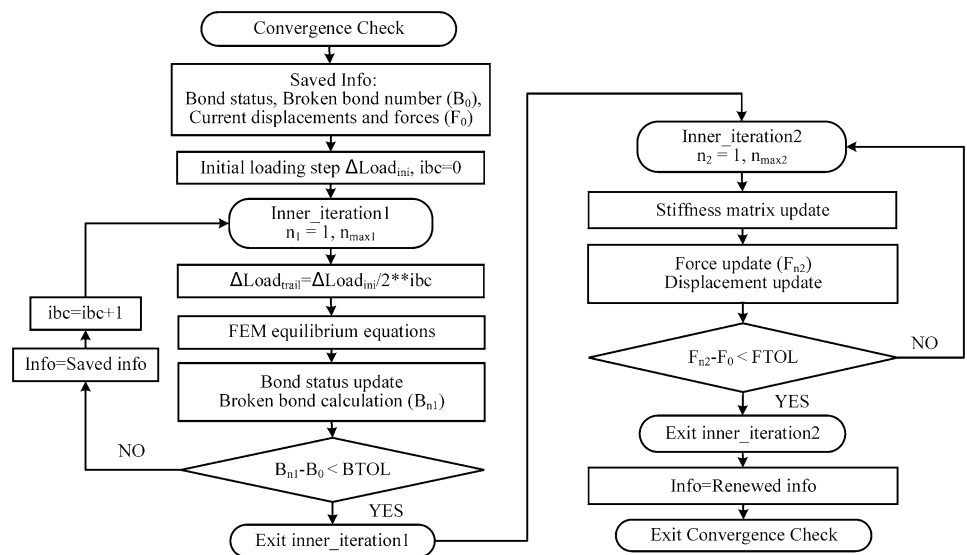 Convergence Check
Saved Info:
Bond status, Broken bond number (B₀),
Current displacements and forces (F₀)
Initial loading step ΔLoadᵢₙᵢ, ibc=0
Inner_iteration1
n₁ = 1, nₘₐₓ₁
ΔLoadₜᵣₐᵢₗ=ΔLoadᵢₙᵢ/2**ibc
ibc=ibc+1
FEM equilibrium equations
Info=Saved info
Bond status update
Broken bond calculation (Bₙ₁)
NO
Bₙ₁-B₀ < BTOL
YES
Exit inner_iteration1
Inner_iteration2
n₂ = 1, nₘₐₓ₂
Stiffness matrix update
Force update (Fₙ₂)
Displacement update
Fₙ₂-F₀ < FTOL
NO
YES
Exit inner_iteration2
Info=Renewed info
Exit Convergence Check